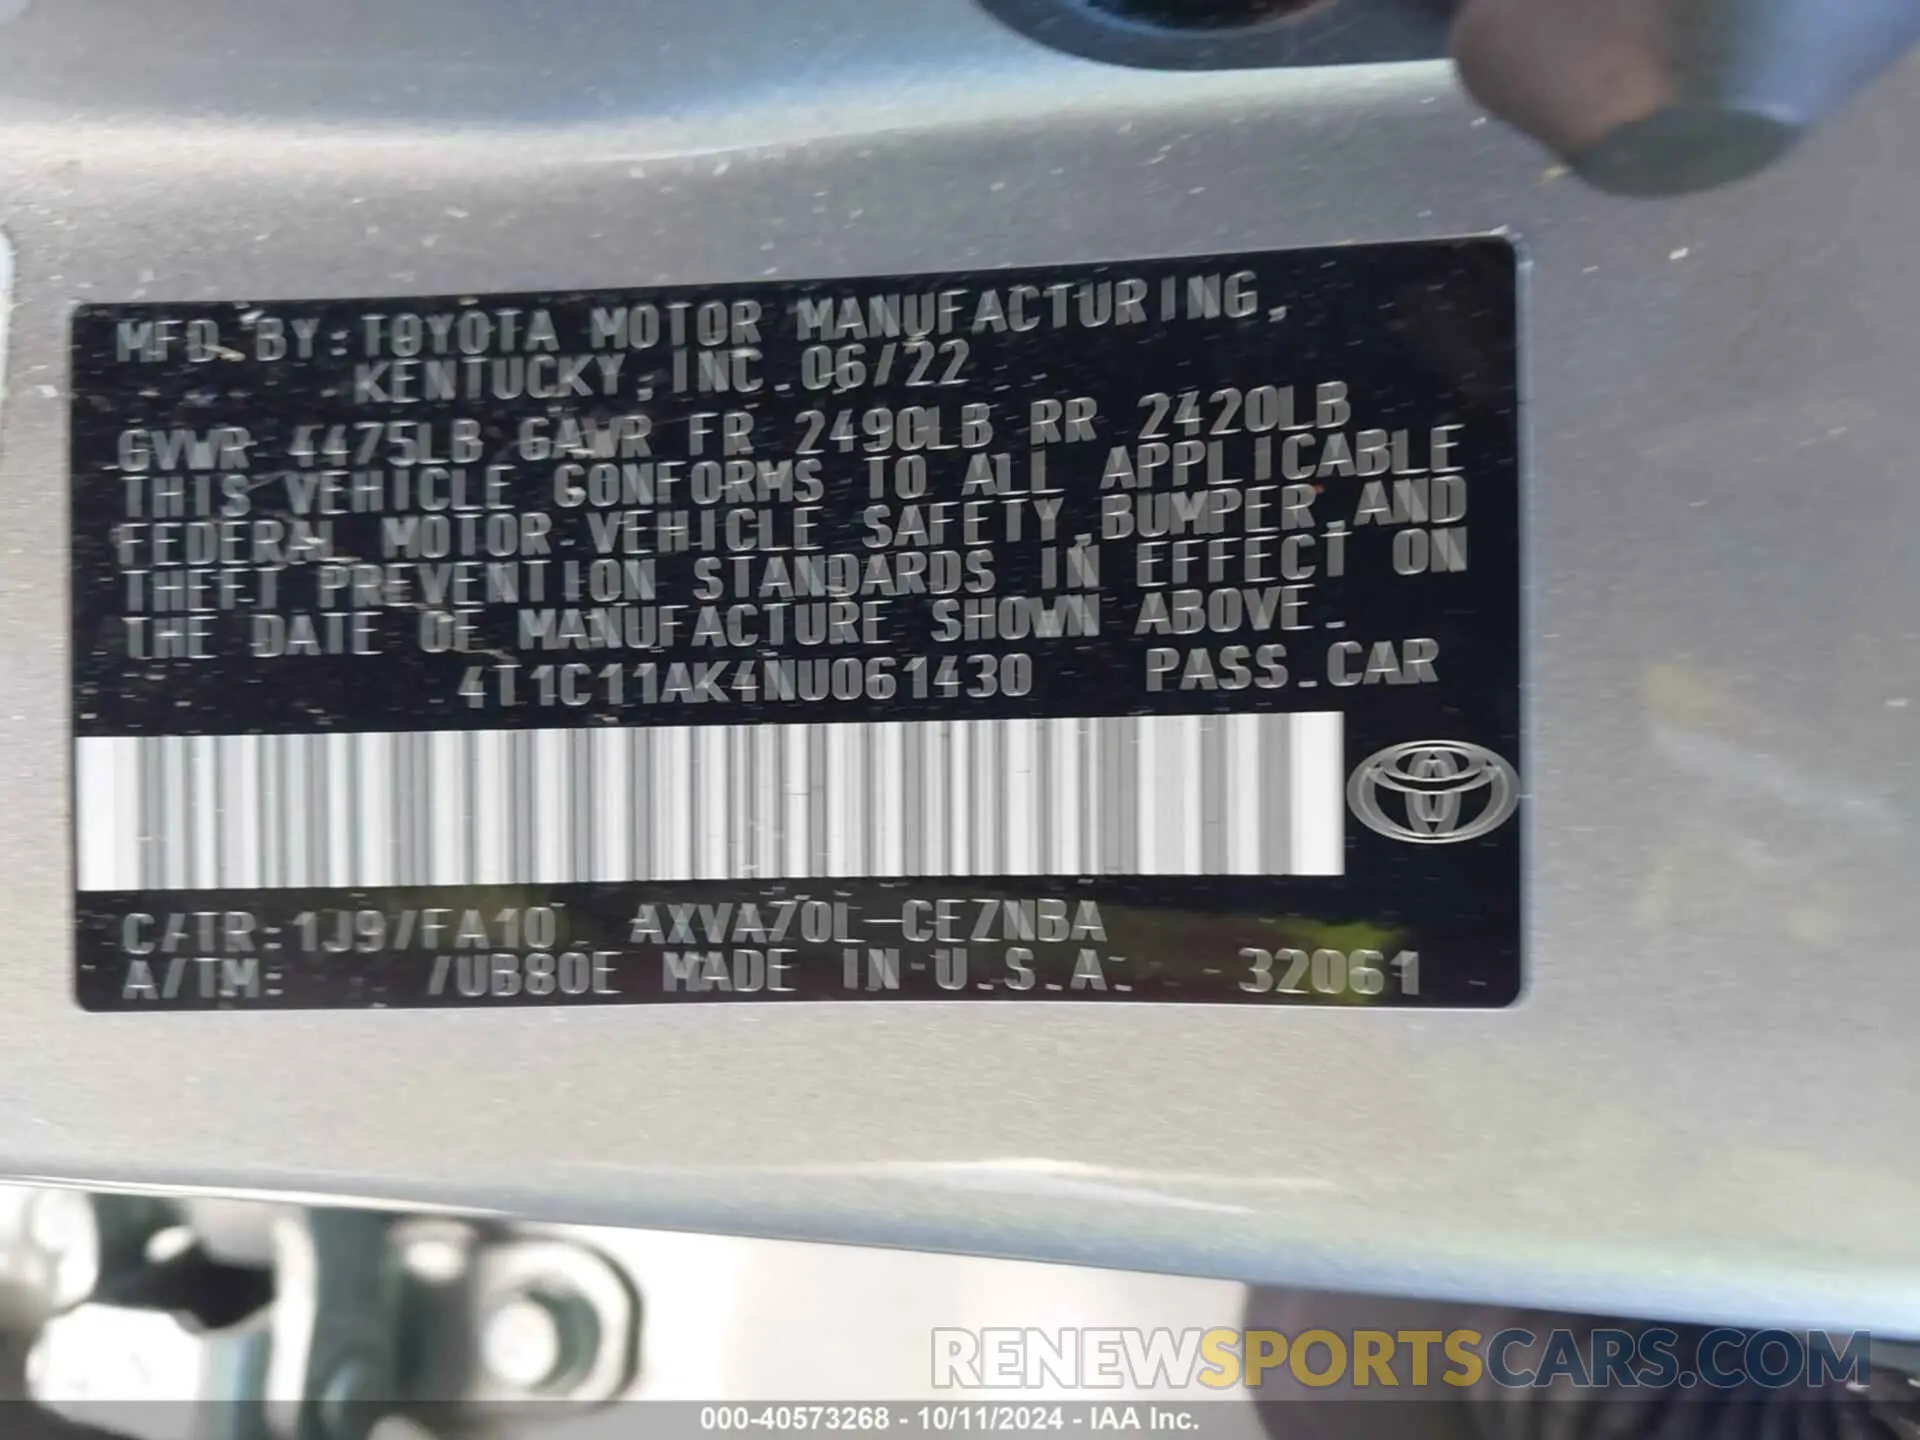 MFD. BY: TOYOTA MOTOR MANUFACTURING,
KENTUCKY, INC. 06/22
GVWR 4475LB GAWR FR 2490LB RR 2420LB
THIS VEHICLE CONFORMS TO ALL APPLICABLE
FEDERAL MOTOR VEHICLE SAFETY, BUMPER, AND
THEFT PREVENTION STANDARDS IN EFFECT ON
THE DATE OF MANUFACTURE SHOWN ABOVE.
4T1C11AK4NU061430 PASS. CAR
C/TR: 1J9/FA10 AXVA70L-CEZNBA
A/TM: /UB80E MADE IN U.S.A. 32061
RENEWSPORTSCARS.COM
000-40573268 - 10/11/2024 - IAA Inc.